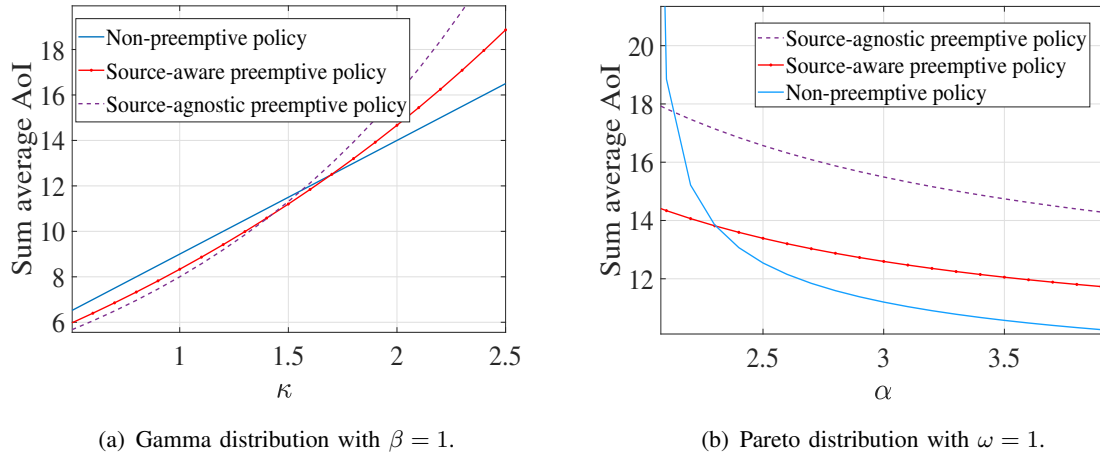 Non-preemptive policy
Source-aware preemptive policy
Source-agnostic preemptive policy
Sum average AoI
18
16
14
12
10
8
6
1
1.5
2
2.5
κ
(a) Gamma distribution with β = 1.
Source-agnostic preemptive policy
Source-aware preemptive policy
Non-preemptive policy
Sum average AoI
20
18
16
14
12
2.5
3
3.5
α
(b) Pareto distribution with ω = 1.